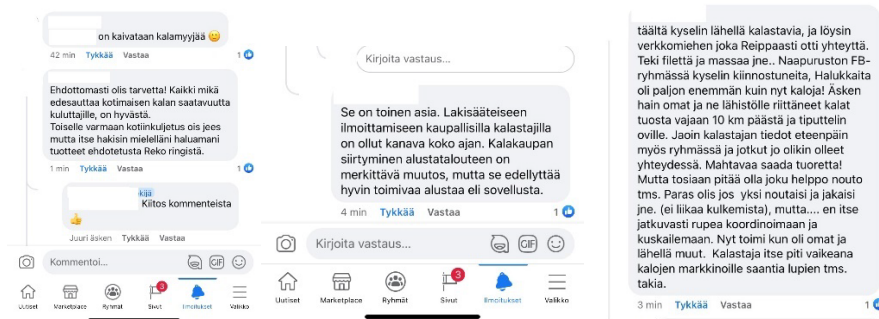 on kaivataan kalamyyjää
42 min Tykkää Vastaa 1
Ehdottomasti olis tarvetta! Kaikki mikä
edesauttaa kotimaisen kalan saatavuutta
kuluttajille, on hyvästä.
Toiselle varmaan kotiinkuljetus ois jees
mutta itse hakisin mielelläni haluamani
tuotteet ehdotetusta Reko ringistä.
1 min Tykkää Vastaa 1
kijä
Kiitos kommenteista
Juuri äsken Tykkää Vastaa
Kommentoi...
GIF
3
Uutiset Marketplace Ryhmät Sivut Ilmoitukset Valikko
Kirjoita vastaus...
Se on toinen asia. Lakisääteiseen
ilmoittamiseen kaupallisilla kalastajilla
on ollut kanava koko ajan. Kalakaupan
siirtyminen alustatalouteen on
merkittävä muutos, mutta se edellyttää
hyvin toimivaa alustaa eli sovellusta.
4 min Tykkää Vastaa 1
Kirjoita vastaus...
GIF
3
Uutiset Marketplace Ryhmät Sivut Ilmoitukset Valikko
täältä kyselin lähellä kalastavia, ja löysin
verkkomiehen joka Reippaasti otti yhteyttä.
Teki filettä ja massaa jne.. Naapuruston FB-
ryhmässä kyselin kiinnostuneita, Halukkaita
oli paljon enemmän kuin nyt kaloja! Äsken
hain omat ja ne lähistölle riittäneet kalat
tuosta vajaan 10 km päästä ja tiputtelin
oville. Jaoin kalastajan tiedot eteenpäin
myös ryhmässä ja jotkut jo olikin olleet
yhteydessä. Mahtavaa saada tuoretta!
Mutta tosiaan pitää olla joku helppo nouto
tms. Paras olis jos yksi noutaisi ja jakaisi
jne. (ei liikaa kulkemista), mutta.... en itse
jatkuvasti rupea koordinoimaan ja
kuskailemaan. Nyt toimi kun oli omat ja
lähellä muut. Kalastaja itse piti vaikeana
kalojen markkinoille saantia lupien tms.
takia.
3 min Tykkää Vastaa 1